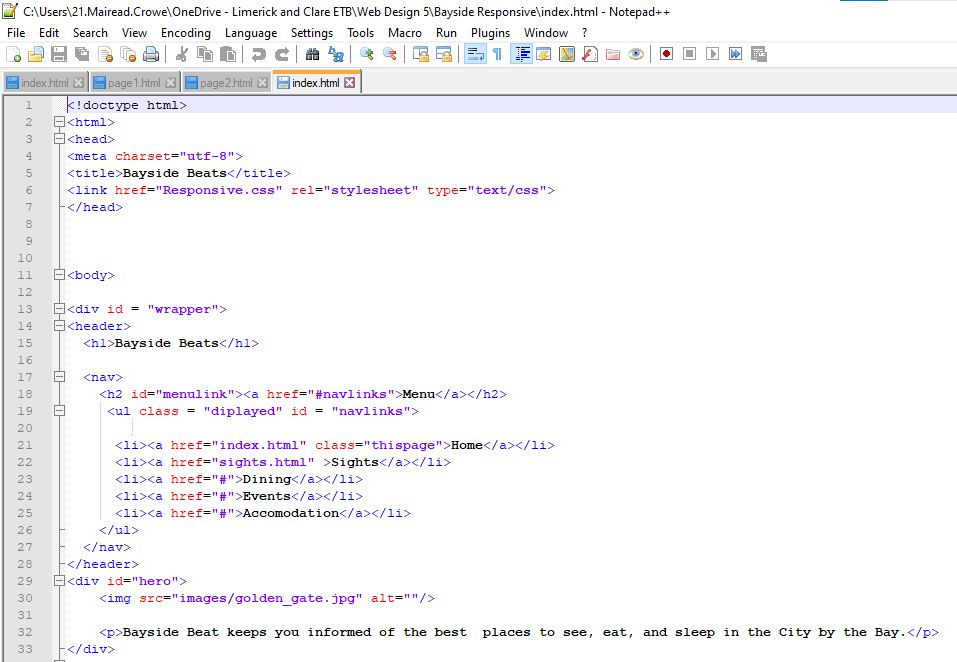 C:\Users\21.Mairead.Crowe\OneDrive - Limerick and Clare ETB\Web Design 5\Bayside Responsive\index.html - Notepad++
File Edit Search View Encoding Language Settings Tools Macro Run Plugins Window ?
index.html page1.html page2.html index.html
1 <!doctype html>
2 <html>
3 <head>
4 <meta charset="utf-8">
5 <title>Bayside Beats</title>
6 <link href="Responsive.css" rel="stylesheet" type="text/css">
7 </head>
8
9
10
11 <body>
12
13 <div id = "wrapper">
14 <header>
15 <h1>Bayside Beats</h1>
16
17 <nav>
18 <h2 id="menulink"><a href="#navlinks">Menu</a></h2>
19 <ul class = "diplayed" id = "navlinks">
20
21 <li><a href="index.html" class="thispage">Home</a></li>
22 <li><a href="sights.html" >Sights</a></li>
23 <li><a href="#">Dining</a></li>
24 <li><a href="#">Events</a></li>
25 <li><a href="#">Accomodation</a></li>
26 </ul>
27 </nav>
28 </header>
29 <div id="hero">
30 <img src="images/golden_gate.jpg" alt=""/>
31
32 <p>Bayside Beat keeps you informed of the best  places to see, eat, and sleep in the City by the Bay.</p>
33 </div>